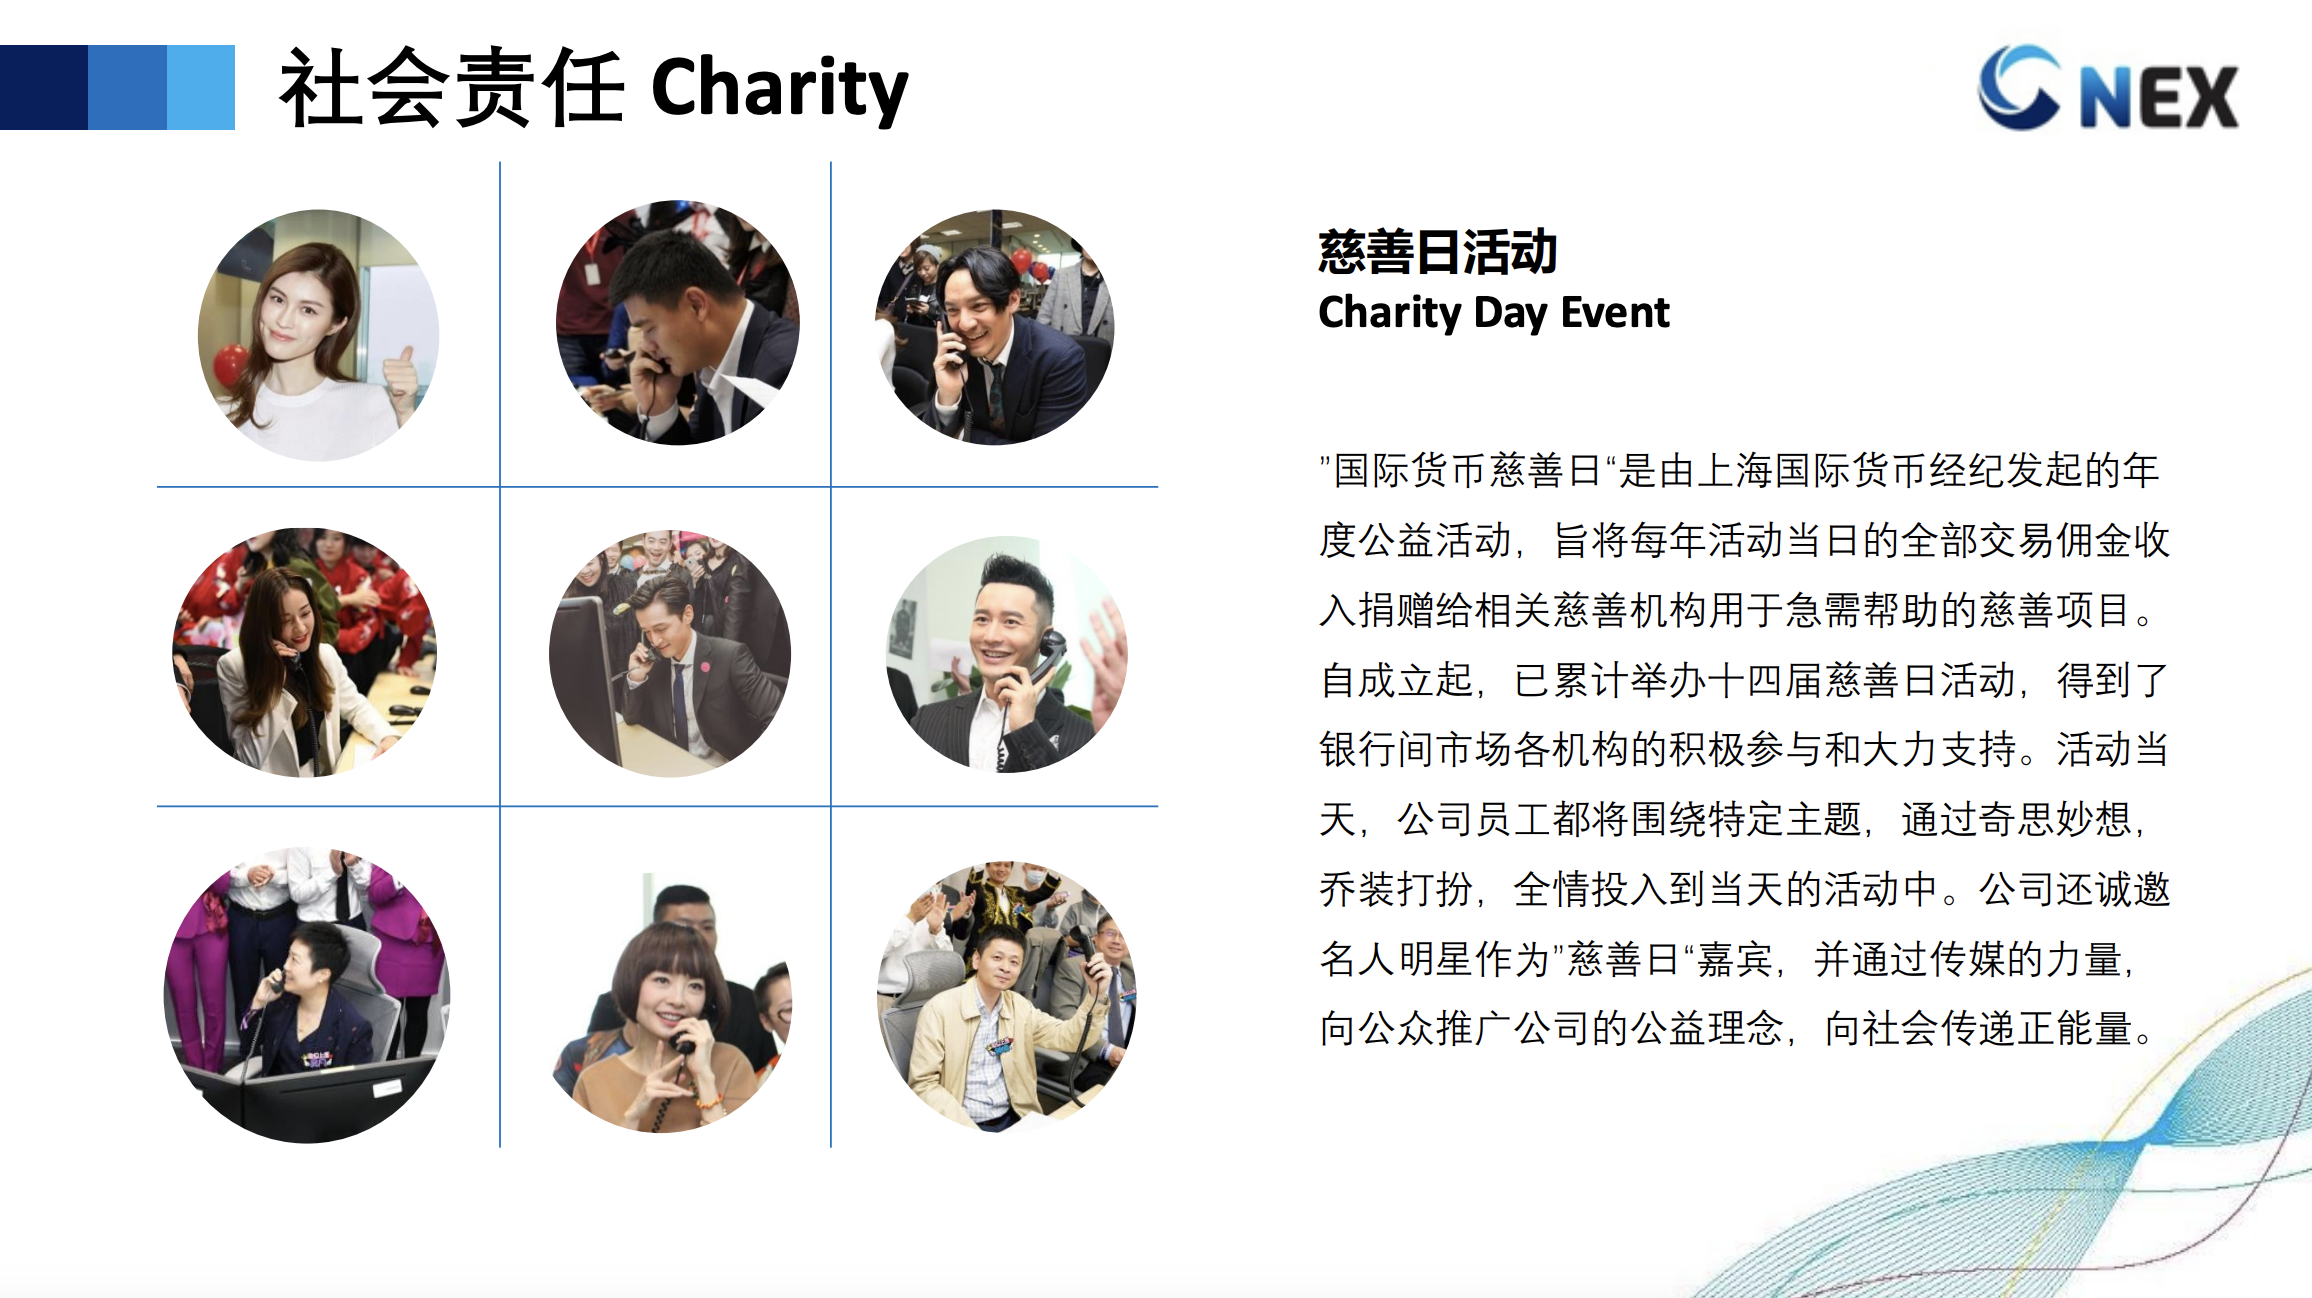 社会责任 Charity
NEX
慈善日活动
Charity Day Event
”国际货币慈善日“是由上海国际货币经纪发起的年
度公益活动，旨将每年活动当日的全部交易佣金收
入捐赠给相关慈善机构用于急需帮助的慈善项目。
自成立起，已累计举办十四届慈善日活动，得到了
银行间市场各机构的积极参与和大力支持。活动当
天，公司员工都将围绕特定主题，通过奇思妙想，
乔装打扮，全情投入到当天的活动中。公司还诚邀
名人明星作为”慈善日“嘉宾，并通过传媒的力量，
向公众推广公司的公益理念，向社会传递正能量。